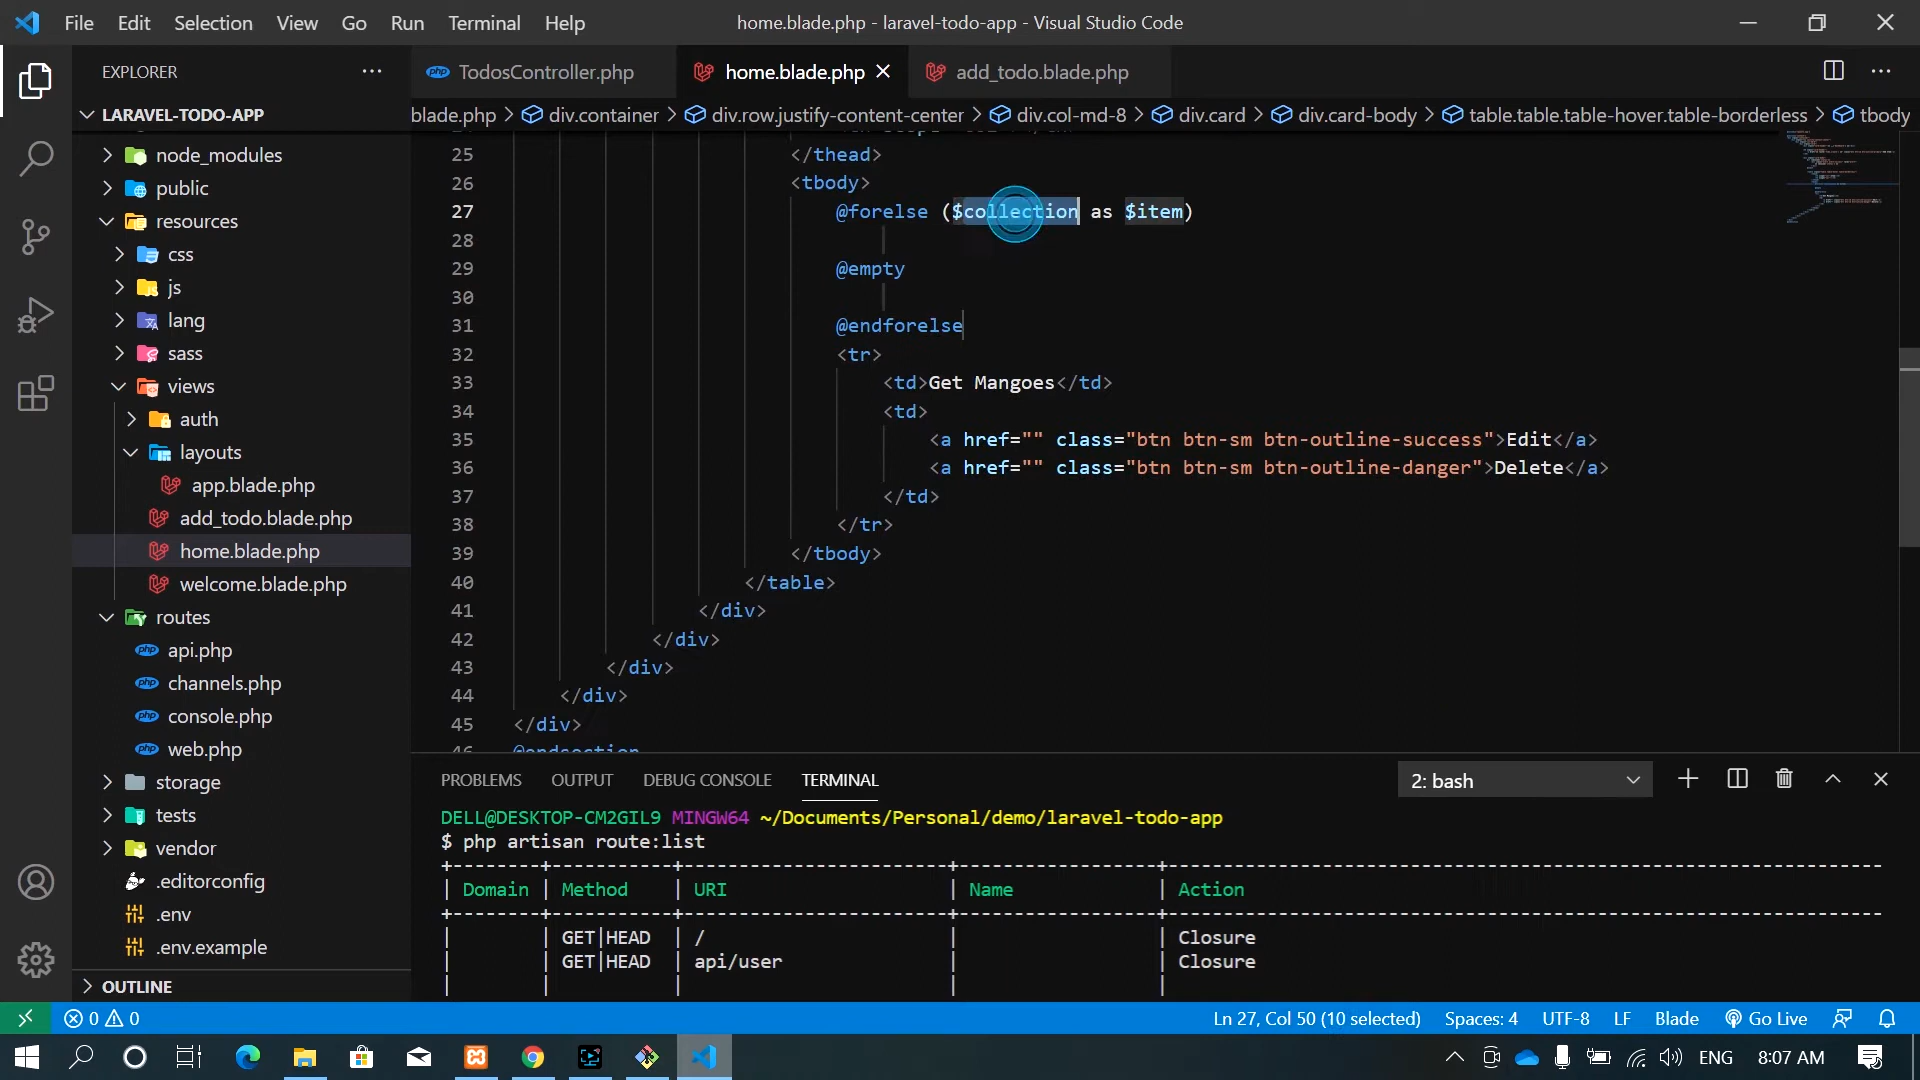 File Edit Selection View Go Run Terminal Help
home.blade.php - laravel-todo-app - Visual Studio Code
EXPLORER
TodosController.php
home.blade.php
add_todo.blade.php
LARAVEL-TODO-APP
blade.php > div.container > div.row.justify-content-center > div.col-md-8 > div.card > div.card-body > table.table.table-hover.table-borderless > tbody
node_modules
public
resources
css
js
lang
sass
views
auth
layouts
app.blade.php
add_todo.blade.php
home.blade.php
welcome.blade.php
routes
api.php
channels.php
console.php
web.php
storage
tests
vendor
.editorconfig
.env
.env.example
OUTLINE
25 </thead>
26 <tbody>
27 @forelse ($collection as $item)
28
29 @empty
30
31 @endforelse
32 <tr>
33 <td>Get Mangoes</td>
34 <td>
35 <a href="" class="btn btn-sm btn-outline-success">Edit</a>
36 <a href="" class="btn btn-sm btn-outline-danger">Delete</a>
37 </td>
38 </tr>
39 </tbody>
40 </table>
41 </div>
42 </div>
43 </div>
44 </div>
45 </div>
46 @endsection
PROBLEMS OUTPUT DEBUG CONSOLE TERMINAL
2: bash
DELL@DESKTOP-CM2GIL9 MINGW64 ~/Documents/Personal/demo/laravel-todo-app
$ php artisan route:list
| Domain | Method | URI | Name | Action
| | GET|HEAD | / | | Closure
| | GET|HEAD | api/user | | Closure
0 0
Ln 27, Col 50 (10 selected) Spaces: 4 UTF-8 LF Blade Go Live
ENG 8:07 AM